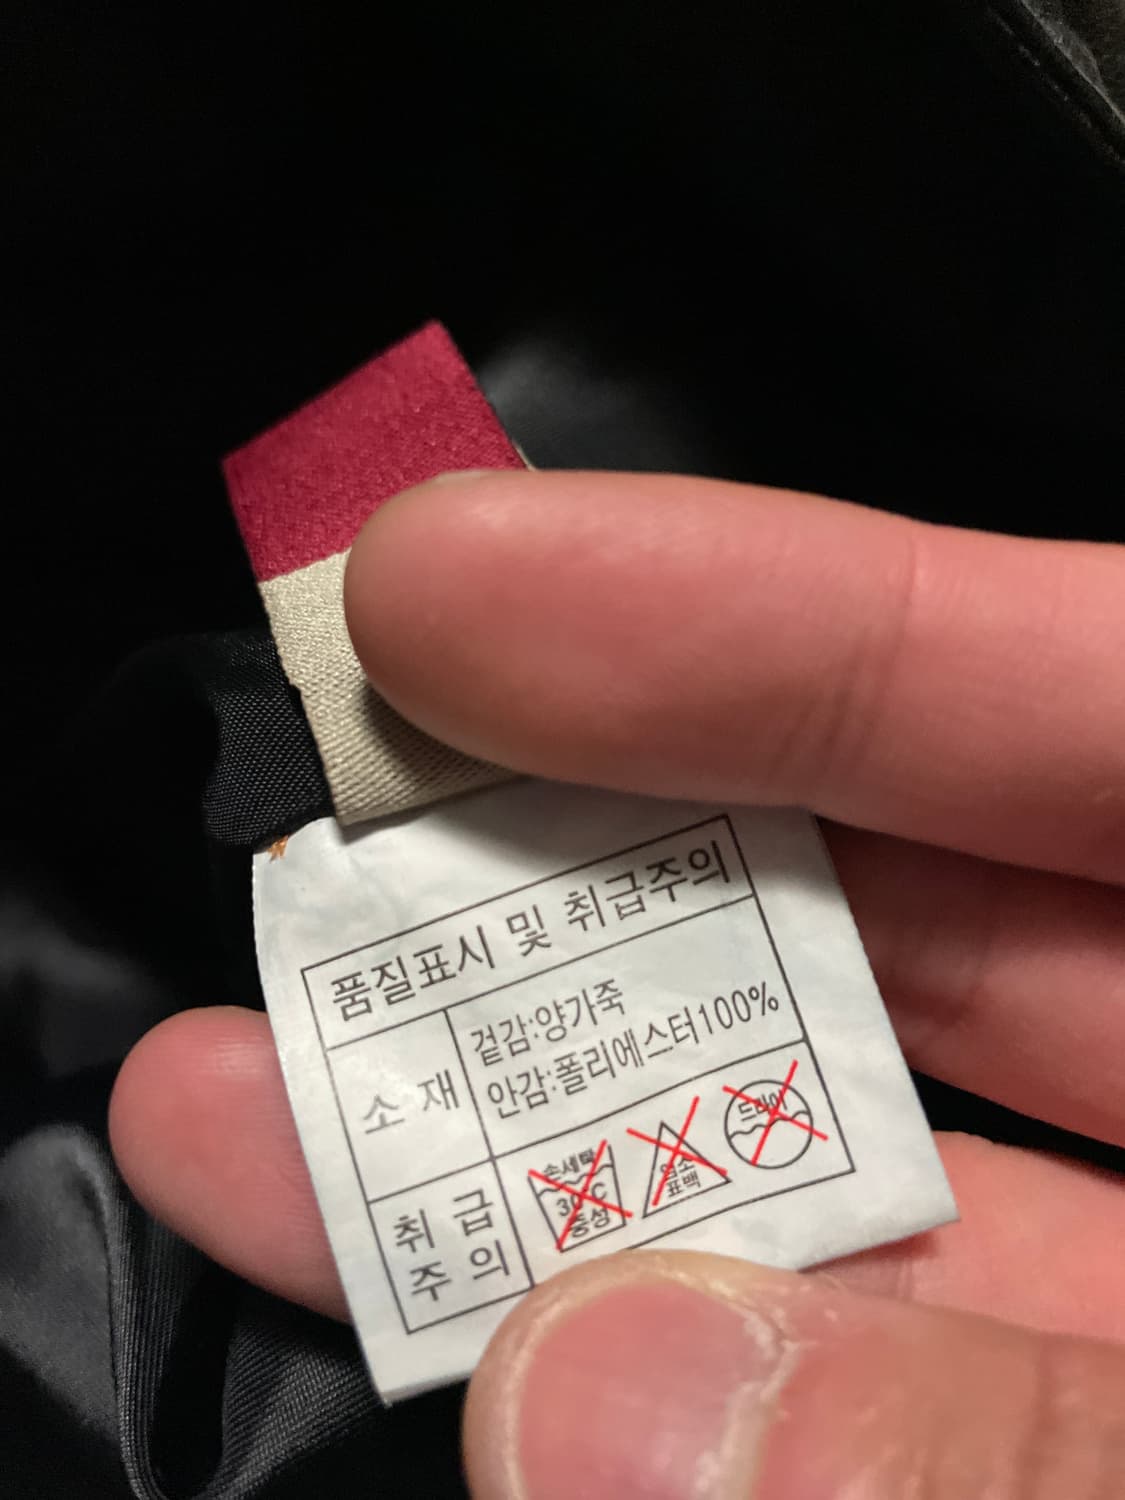 품질표시 및 취급주의
소 재
겉감:양가죽
안감:폴리에스터100%
취 급
주 의
손세탁
30°C
중성
염소
표백
드라이